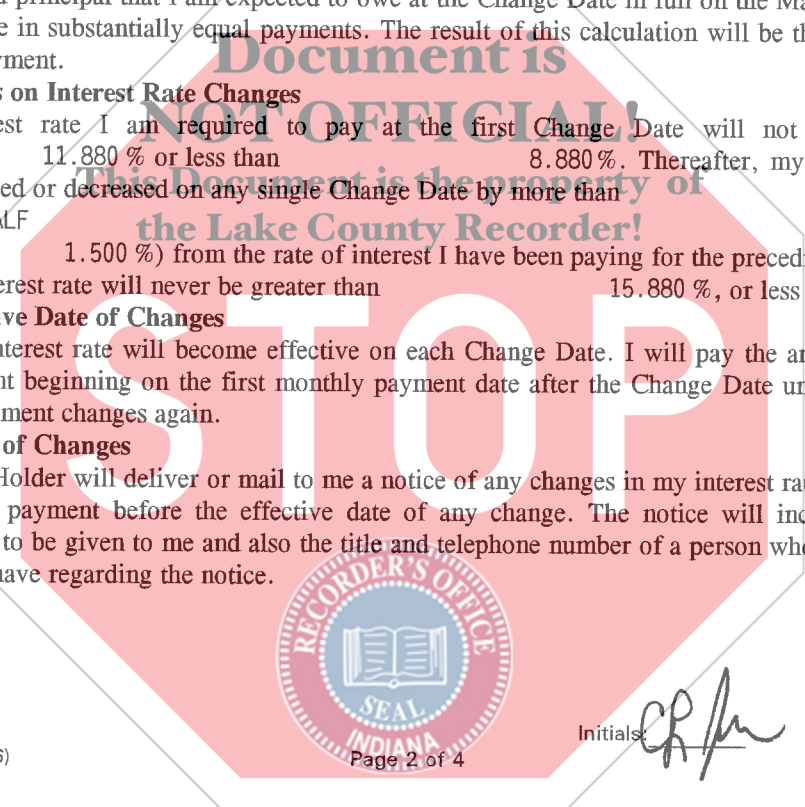 principal that I am expected to owe at the Change Date in full on the Ma
e in substantially equal payments. The result of this calculation will be th
ment.
Document is
s on Interest Rate Changes
NOT OFFICIAL!
est rate I am required to pay at the first Change Date will not
11.880 % or less than 8.880 %. Thereafter, my
This Document is the property of
ed or decreased on any single Change Date by more than
the Lake County Recorder!
ALF
1.500 %) from the rate of interest I have been paying for the preced
erest rate will never be greater than 15.880 %, or less
ve Date of Changes
nterest rate will become effective on each Change Date. I will pay the am
nt beginning on the first monthly payment date after the Change Date un
ment changes again.
STOP
of Changes
Holder will deliver or mail to me a notice of any changes in my interest rat
payment before the effective date of any change. The notice will inc
to be given to me and also the title and telephone number of a person who
have regarding the notice.
RECORDER'S OFFICE
SEAL
INDIANA
Initials:
6)
Page 2 of 4